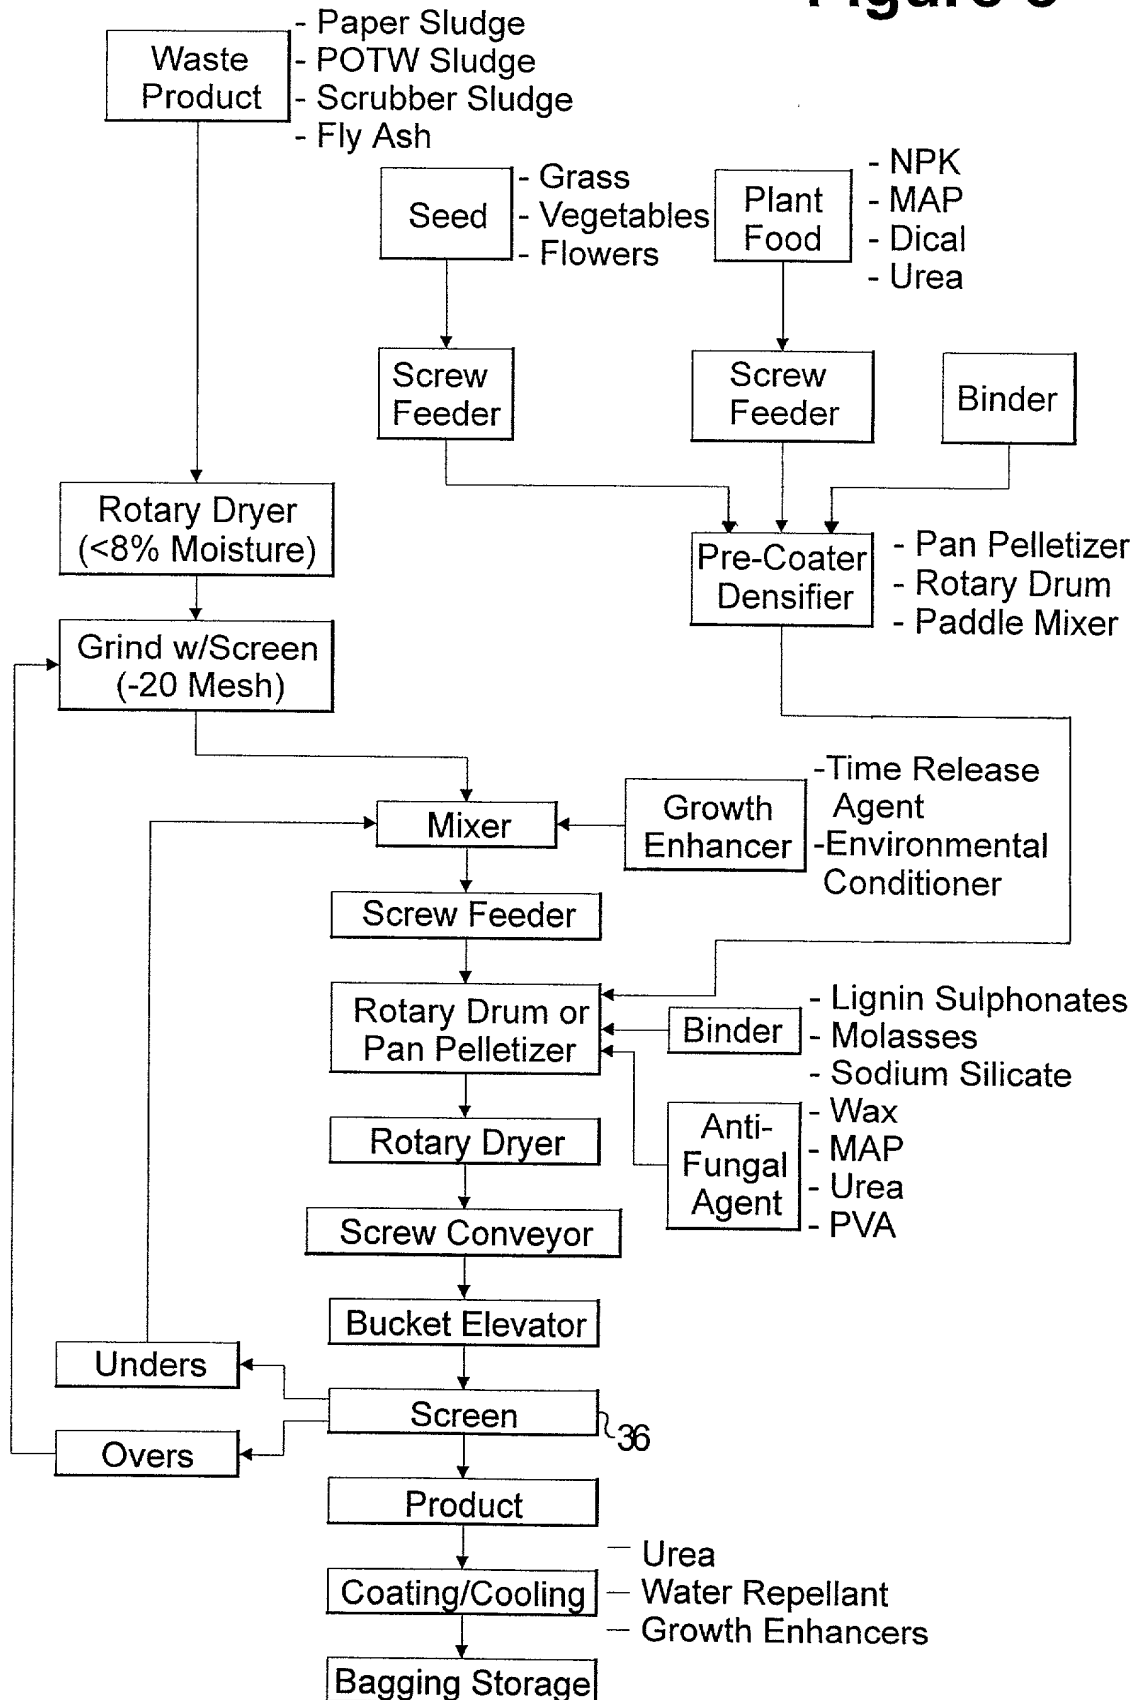 Waste
Product
- Paper Sludge
- POTW Sludge
- Scrubber Sludge
- Fly Ash
Seed
- Grass
- Vegetables
- Flowers
Plant
Food
- NPK
- MAP
- Dical
- Urea
Screw
Feeder
Screw
Feeder
Binder
Rotary Dryer
(<8% Moisture)
Pre-Coater
Densifier
- Pan Pelletizer
- Rotary Drum
- Paddle Mixer
Grind w/Screen
(-20 Mesh)
Mixer
Growth
Enhancer
-Time Release
Agent
-Environmental
Conditioner
Screw Feeder
Rotary Drum or
Pan Pelletizer
Binder
- Lignin Sulphonates
- Molasses
- Sodium Silicate
- Wax
- MAP
- Urea
- PVA
Anti-
Fungal
Agent
Rotary Dryer
Screw Conveyor
Bucket Elevator
Unders
Screen
36
Overs
Product
Coating/Cooling
— Urea
— Water Repellant
— Growth Enhancers
Bagging Storage